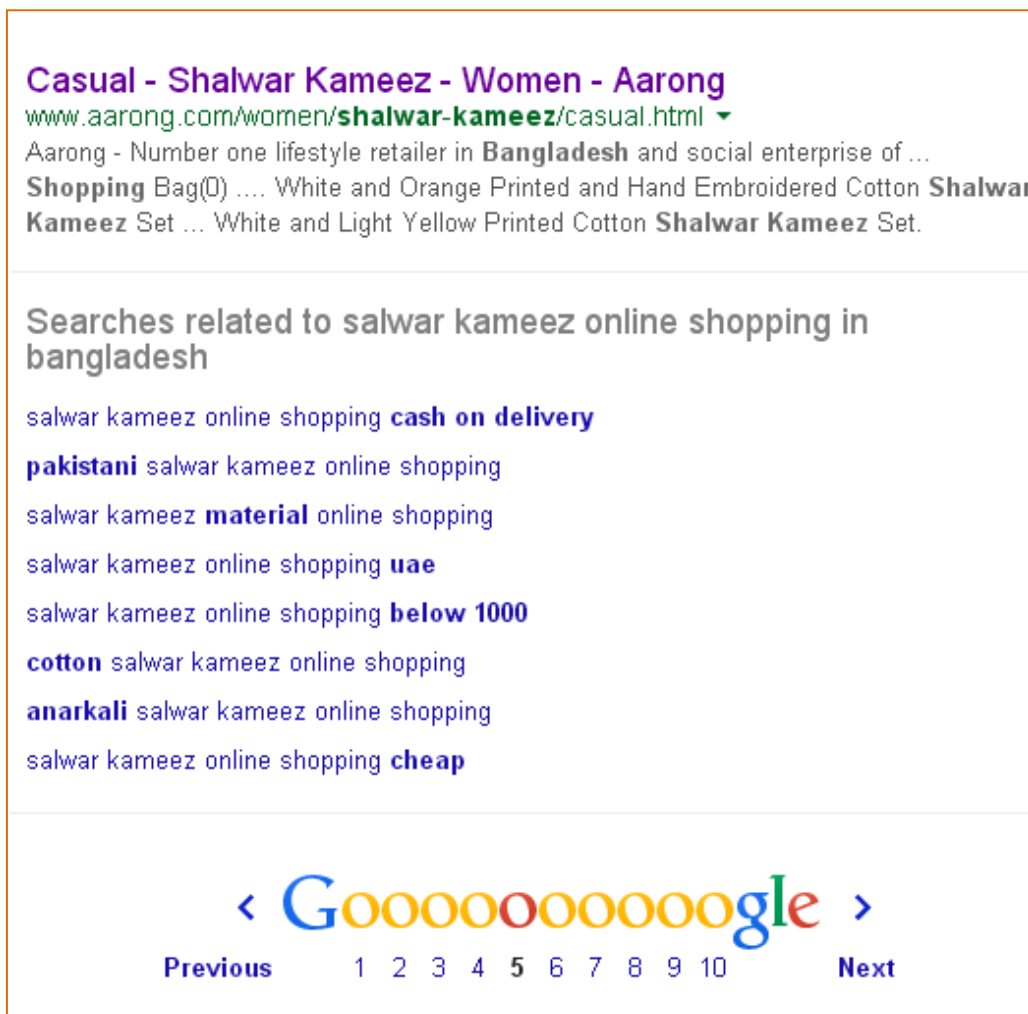 Casual - Shalwar Kameez - Women - Aarong
www.aarong.com/women/shalwar-kameez/casual.html
Aarong - Number one lifestyle retailer in Bangladesh and social enterprise of ...
Shopping Bag(0) .... White and Orange Printed and Hand Embroidered Cotton Shalwar
Kameez Set ... White and Light Yellow Printed Cotton Shalwar Kameez Set.
Searches related to salwar kameez online shopping in
bangladesh
salwar kameez online shopping cash on delivery
pakistani salwar kameez online shopping
salwar kameez material online shopping
salwar kameez online shopping uae
salwar kameez online shopping below 1000
cotton salwar kameez online shopping
anarkali salwar kameez online shopping
salwar kameez online shopping cheap
< Goooooooooogle >
Previous 1 2 3 4 5 6 7 8 9 10 Next